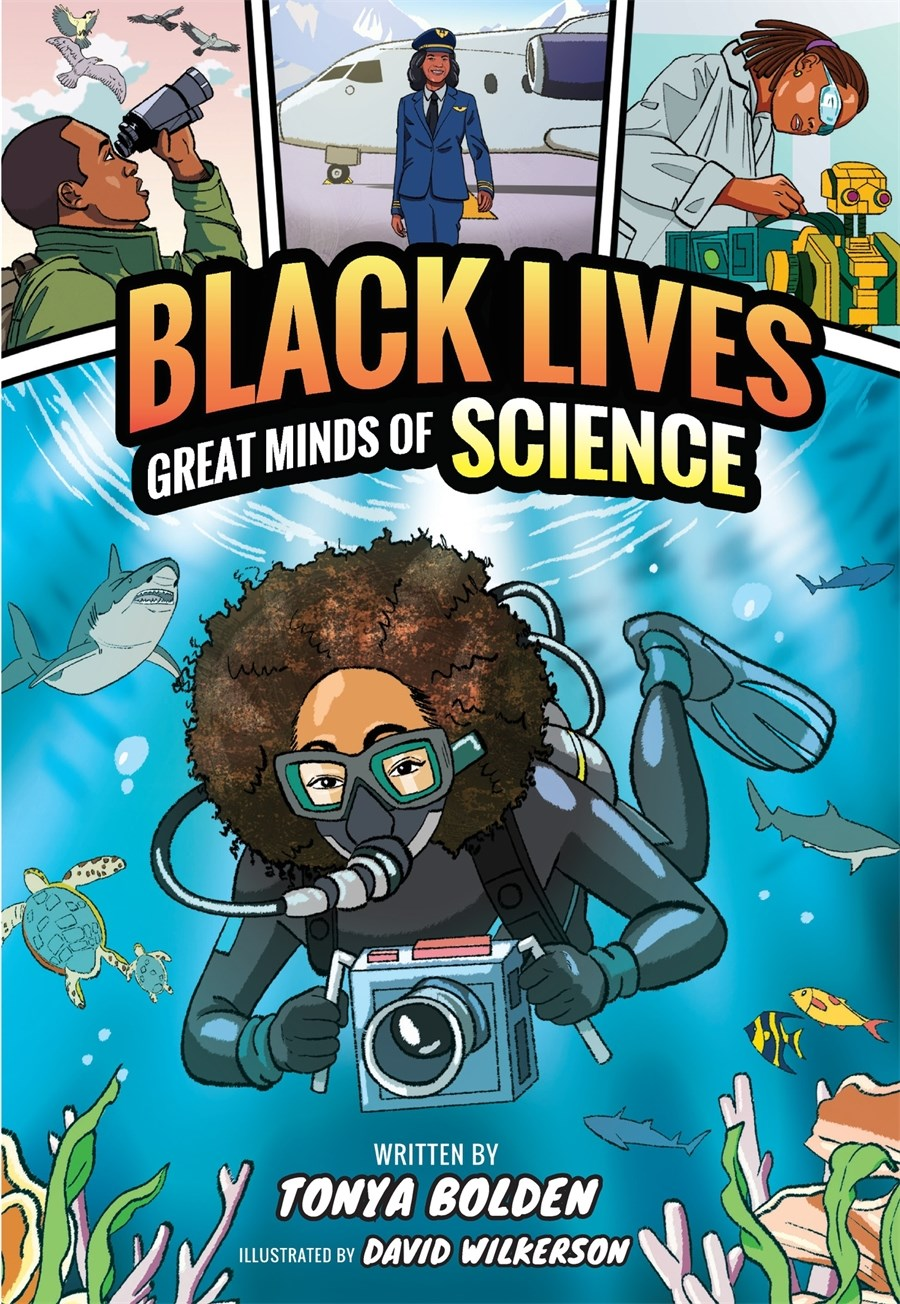 BLACK LIVES
GREAT MINDS OF SCIENCE
WRITTEN BY
TONYA BOLDEN
ILLUSTRATED BY DAVID WILKERSON